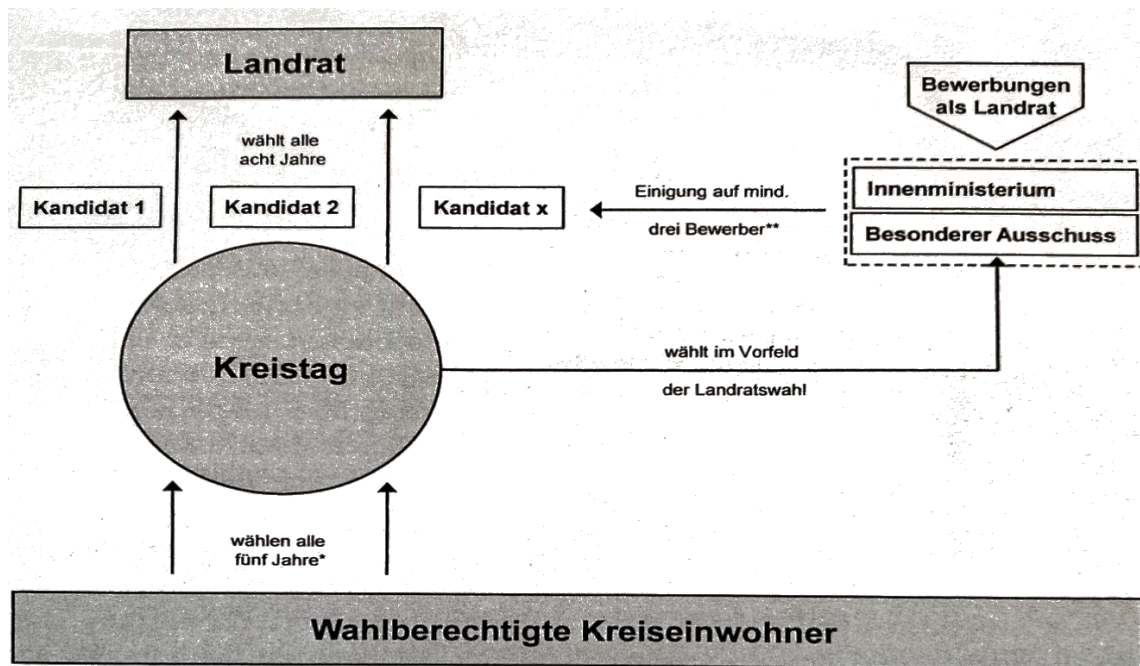 Landrat
Bewerbungen
als Landrat
wählt alle
acht Jahre
Kandidat 1
Kandidat 2
Kandidat x
Einigung auf mind.
drei Bewerber**
Innenministerium
Besonderer Ausschuss
Kreistag
wählt im Vorfeld
der Landratswahl
wählen alle
fünf Jahre*
Wahlberechtigte Kreiseinwohner